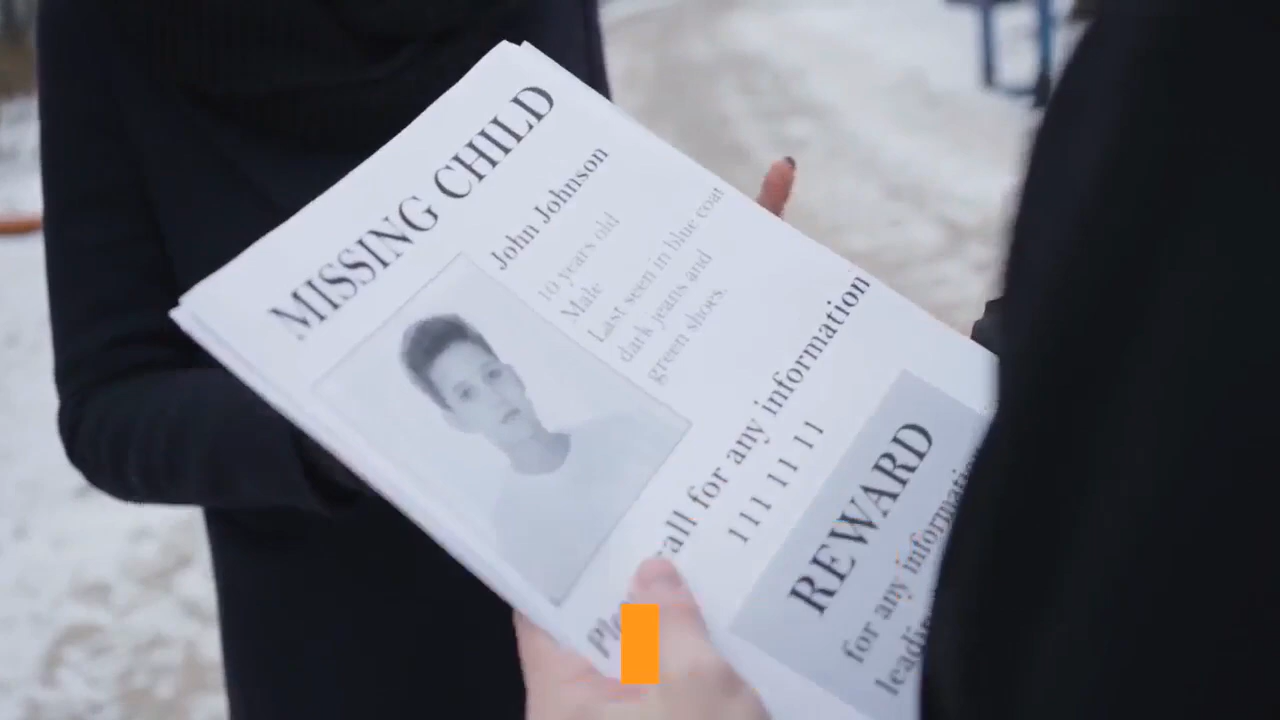 MISSING CHILD
John Johnson
10 years old
Male
Last seen in blue coat
dark jeans and
green shoes.
call for any information
111 11 11
REWARD
for any